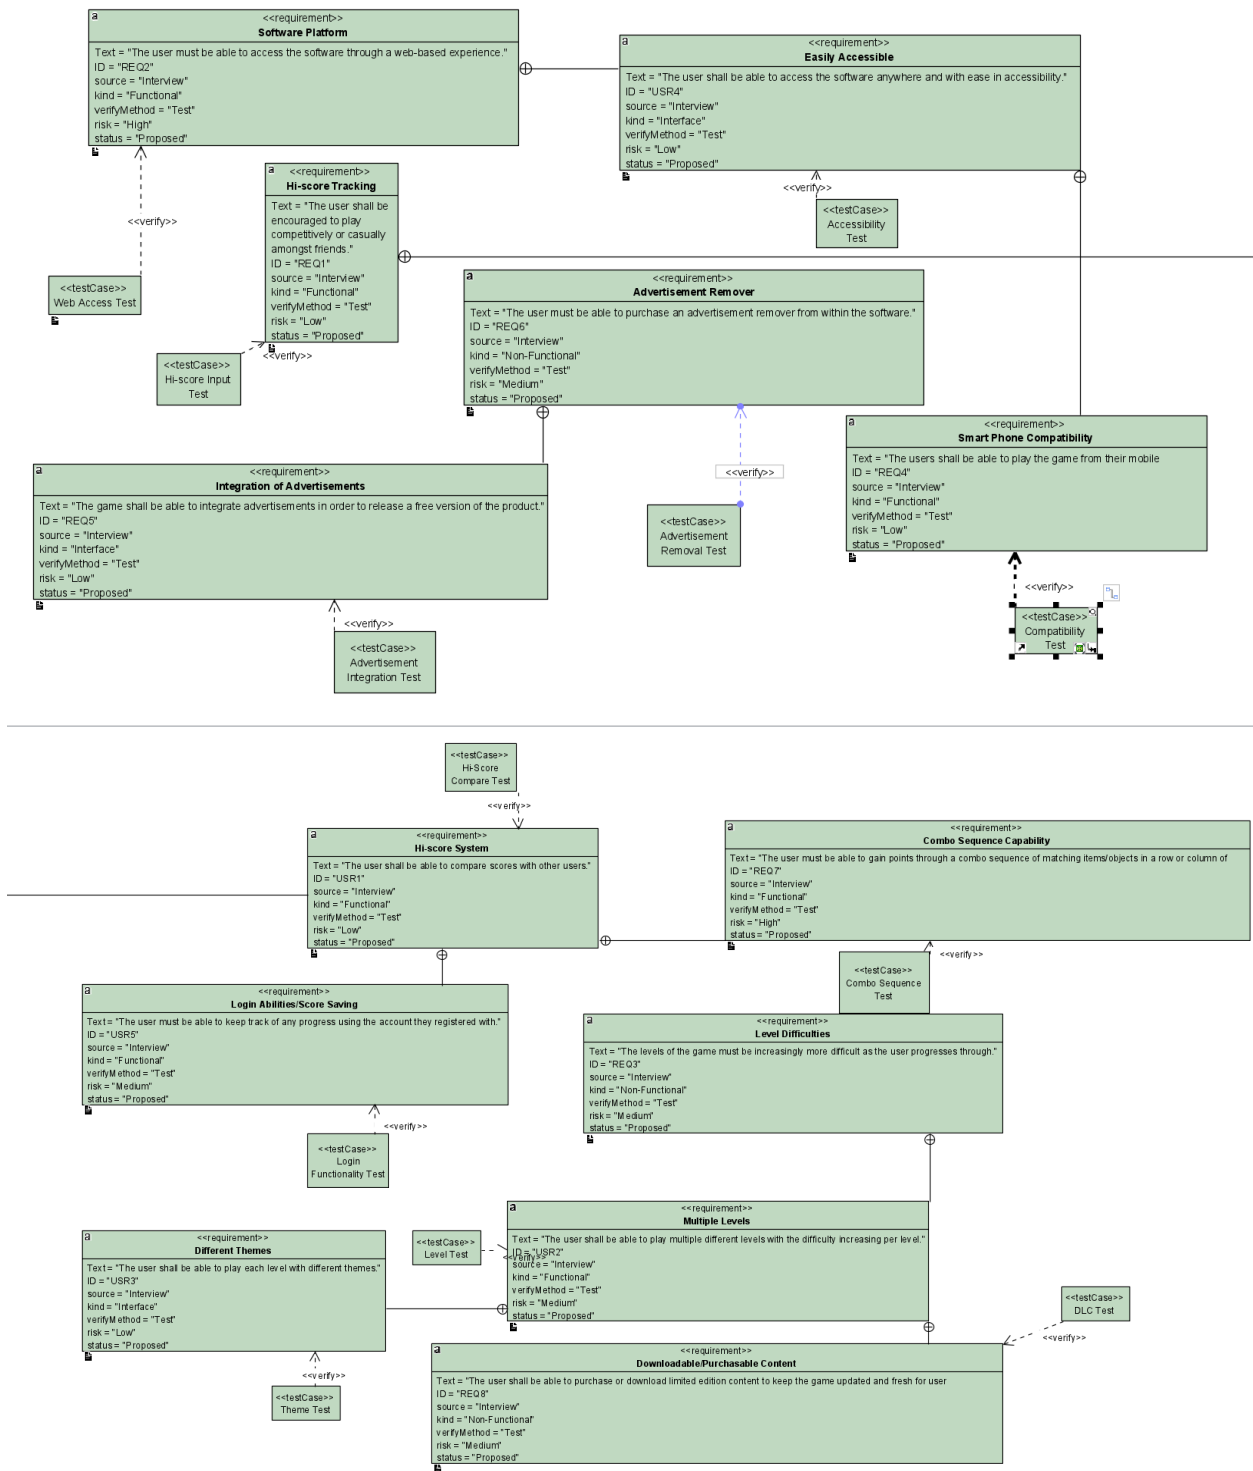 a
<<requirement>>
Software Platform
Text = "The user must be able to access the software through a web-based experience."
ID = "REQ2"
source = "Interview"
kind = "Functional"
verifyMethod = "Test"
risk = "High"
status = "Proposed"
a
<<requirement>>
Easily Accessible
Text = "The user shall be able to access the software anywhere and with ease in accessibility."
ID = "USR4"
source = "Interview"
kind = "Interface"
verifyMethod = "Test"
risk = "Low"
status = "Proposed"
<<verify>>
<<testCase>>
Web Access Test
a
<<requirement>>
Hi-score Tracking
Text = "The user shall be
encouraged to play
competitively or casually
amongst friends."
ID = "REQ1"
source = "Interview"
kind = "Functional"
verifyMethod = "Test"
risk = "Low"
status = "Proposed"
<<verify>>
<<testCase>>
Hi-score Input
Test
<<verify>>
<<testCase>>
Accessibility
Test
a
<<requirement>>
Advertisement Remover
Text = "The user must be able to purchase an advertisement remover from within the software."
ID = "REQ6"
source = "Interview"
kind = "Non-Functional"
verifyMethod = "Test"
risk = "Medium"
status = "Proposed"
<<verify>>
<<testCase>>
Advertisement
Removal Test
a
<<requirement>>
Smart Phone Compatibility
Text = "The users shall be able to play the game from their mobile
ID = "REQ4"
source = "Interview"
kind = "Functional"
verifyMethod = "Test"
risk = "Low"
status = "Proposed"
<<verify>>
<<testCase>>
Compatibility
Test
a
<<requirement>>
Integration of Advertisements
Text = "The game shall be able to integrate advertisements in order to release a free version of the product."
ID = "REQ5"
source = "Interview"
kind = "Interface"
verifyMethod = "Test"
risk = "Low"
status = "Proposed"
<<verify>>
<<testCase>>
Advertisement
Integration Test
<<testCase>>
Hi-Score
Compare Test
<<verify>>
a
<<requirement>>
Hi-score System
Text = "The user shall be able to compare scores with other users."
ID = "USR1"
source = "Interview"
kind = "Functional"
verifyMethod = "Test"
risk = "Low"
status = "Proposed"
a
<<requirement>>
Combo Sequence Capability
Text = "The user must be able to gain points through a combo sequence of matching items/objects in a row or column of
ID = "REQ7"
source = "Interview"
kind = "Functional"
verifyMethod = "Test"
risk = "High"
status = "Proposed"
<<verify>>
<<testCase>>
Combo Sequence
Test
a
<<requirement>>
Login Abilities/Score Saving
Text = "The user must be able to keep track of any progress using the account they registered with."
ID = "USR5"
source = "Interview"
kind = "Functional"
verifyMethod = "Test"
risk = "Medium"
status = "Proposed"
<<verify>>
<<testCase>>
Login
Functionality Test
a
<<requirement>>
Level Difficulties
Text = "The levels of the game must be increasingly more difficult as the user progresses through."
ID = "REQ3"
source = "Interview"
kind = "Non-Functional"
verifyMethod = "Test"
risk = "Medium"
status = "Proposed"
a
<<requirement>>
Multiple Levels
Text = "The user shall be able to play multiple different levels with the difficulty increasing per level."
ID = "USR2"
source = "Interview"
kind = "Functional"
verifyMethod = "Test"
risk = "Medium"
status = "Proposed"
<<testCase>>
Level Test
<<verify>>
a
<<requirement>>
Different Themes
Text = "The user shall be able to play each level with different themes."
ID = "USR3"
source = "Interview"
kind = "Interface"
verifyMethod = "Test"
risk = "Low"
status = "Proposed"
<<verify>>
<<testCase>>
Theme Test
<<testCase>>
DLC Test
<<verify>>
a
<<requirement>>
Downloadable/Purchasable Content
Text = "The user shall be able to purchase or download limited edition content to keep the game updated and fresh for user
ID = "REQ8"
source = "Interview"
kind = "Non-Functional"
verifyMethod = "Test"
risk = "Medium"
status = "Proposed"